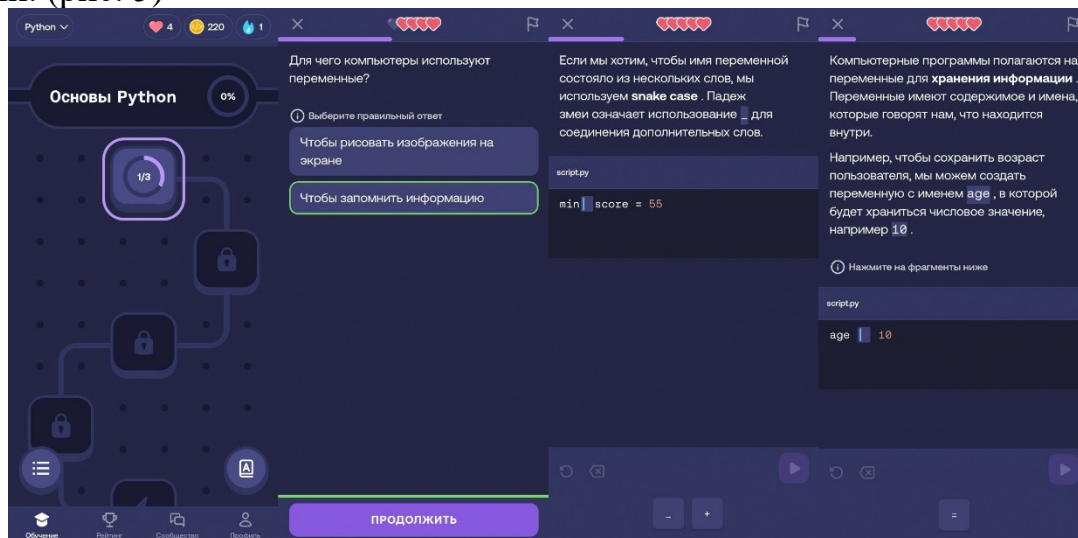 Python
4
220
1
Основы Python
0%
1/3
Обучение
Рейтинг
Сообщество
Профиль
Для чего компьютеры используют
переменные?
Выберите правильный ответ
Чтобы рисовать изображения на
экране
Чтобы запомнить информацию
ПРОДОЛЖИТЬ
Если мы хотим, чтобы имя переменной
состояло из нескольких слов, мы
используем snake case . Падеж
змеи означает использование _ для
соединения дополнительных слов.
script.py
min score = 55
_ +
Компьютерные программы полагаются на
переменные для хранения информации .
Переменные имеют содержимое и имена,
которые говорят нам, что находится
внутри.
Например, чтобы сохранить возраст
пользователя, мы можем создать
переменную с именем age , в которой
будет храниться числовое значение,
например 10 .
Нажмите на фрагменты ниже
script.py
age 10
=